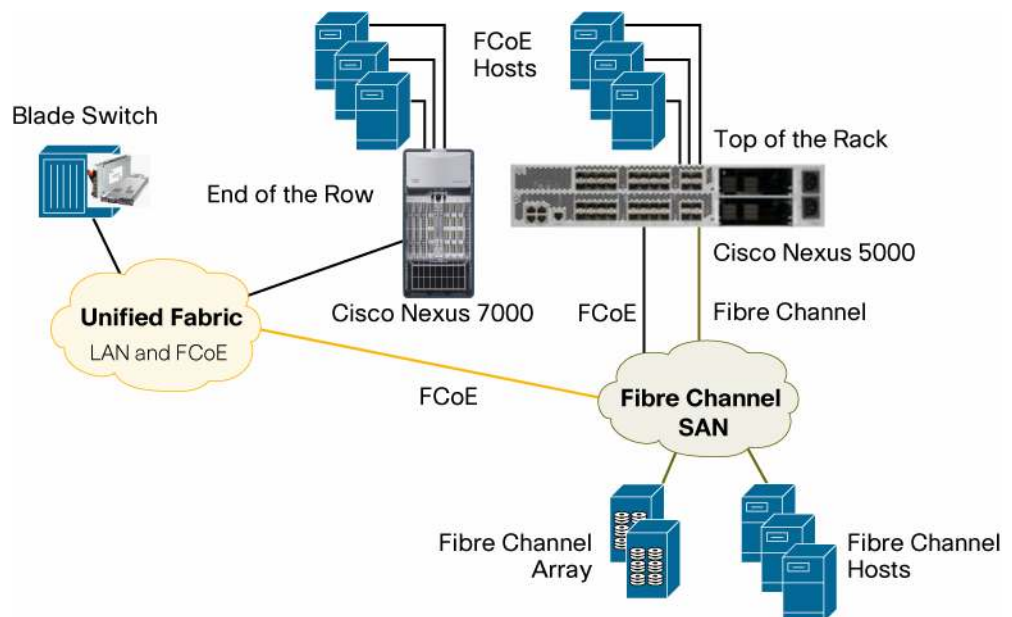 FCoE
Hosts
Blade Switch
Top of the Rack
End of the Row
Cisco Nexus 5000
Cisco Nexus 7000
FCoE
Fibre Channel
Unified Fabric
LAN and FCoE
FCoE
Fibre Channel
SAN
Fibre Channel
Array
Fibre Channel
Hosts